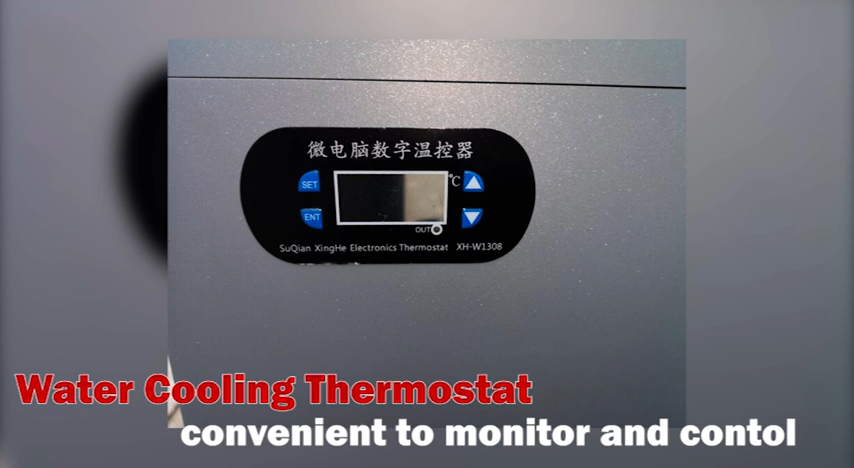 微电脑数字温控器
SET
℃
ENT
OUT
SuQian XingHe Electronics Thermostat XH-W1308
Water Cooling Thermostat
convenient to monitor and contol